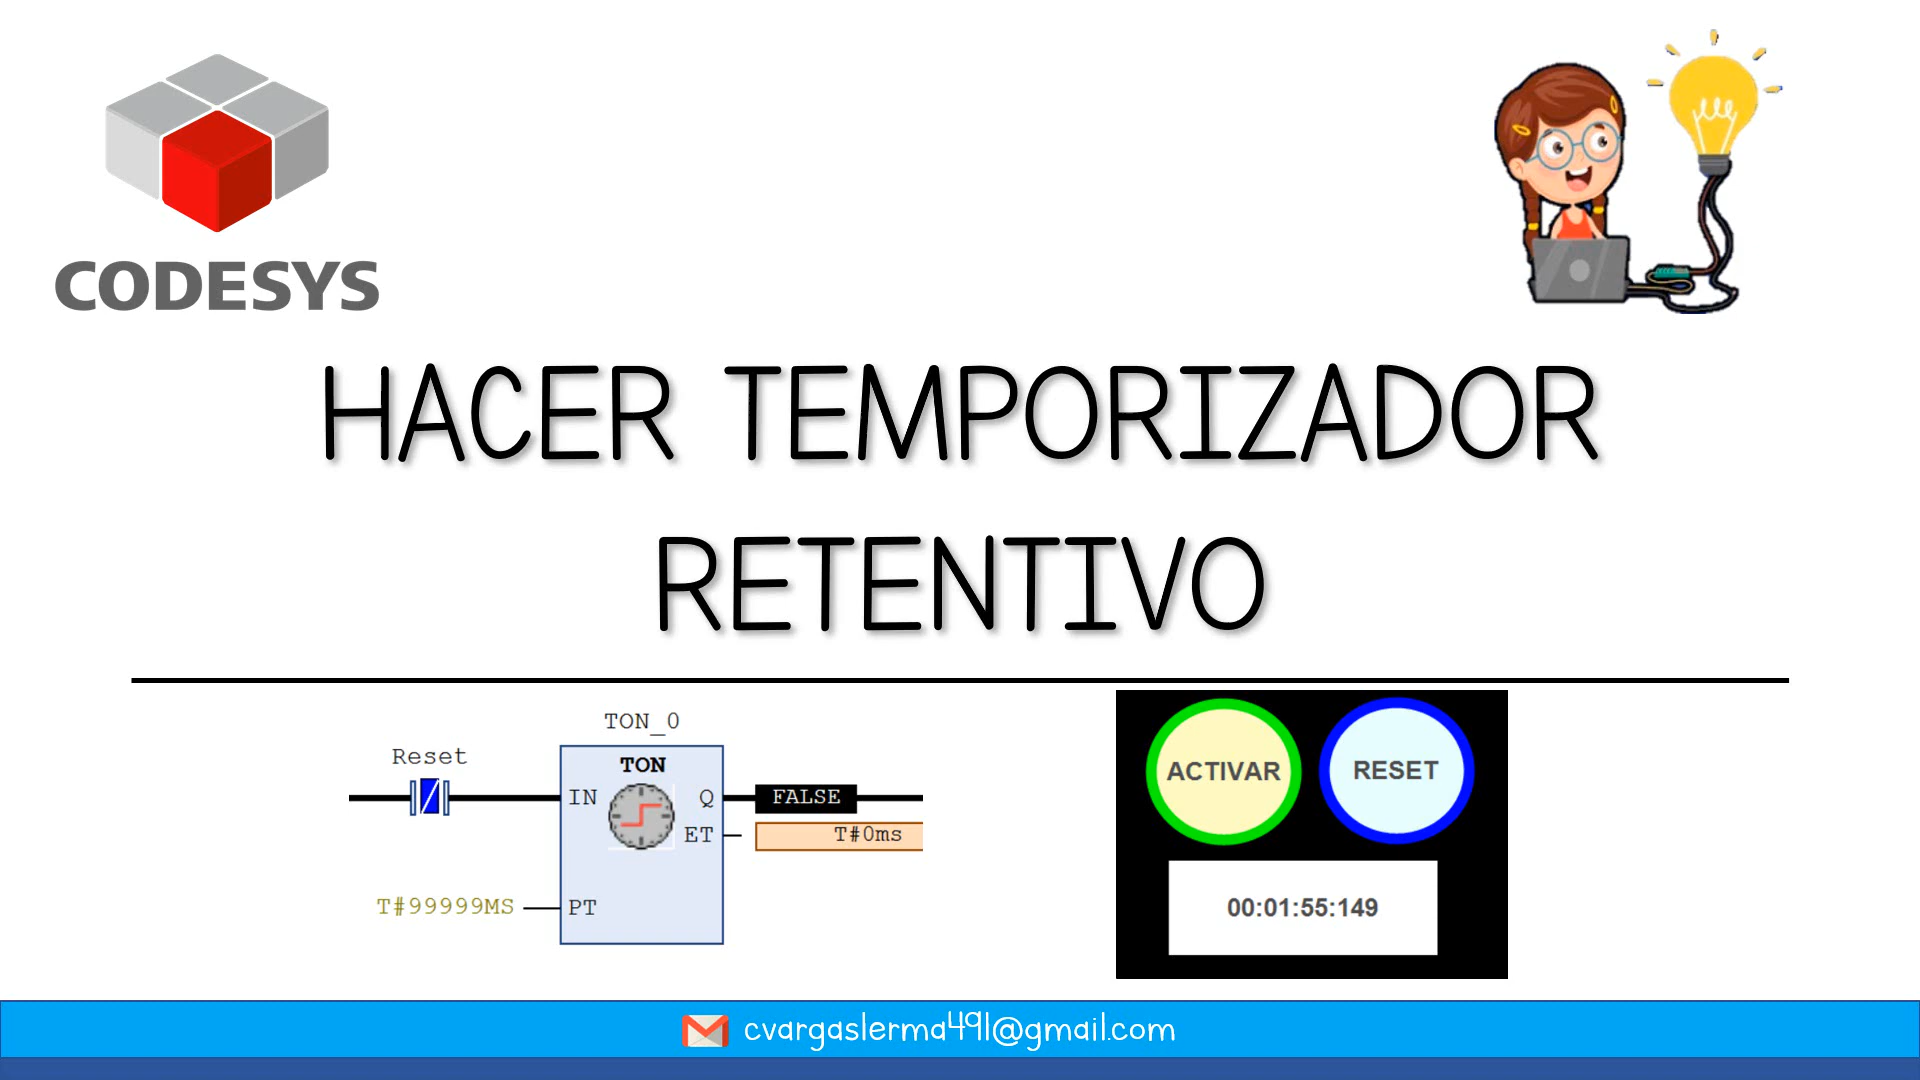 CODESYS
HACER TEMPORIZADOR
RETENTIVO
TON_0
Reset
TON
IN
Q
FALSE
ET
T#0ms
T#99999MS
PT
ACTIVAR
RESET
00:01:55:149
cvargaslerma491@gmail.com